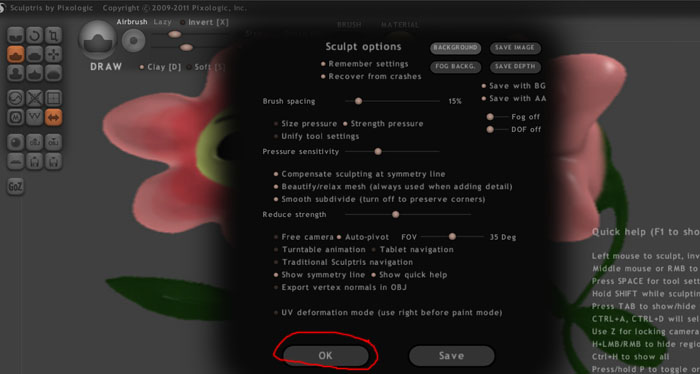 Sculptris by Pixologic Copyright © 2009-2011 Pixologic, Inc.
Airbrush Lazy Invert [X]
BRUSH MATERIAL
DRAW
Clay [D] Soft [S]
GoZ
Sculpt options
BACKGROUND SAVE IMAGE
Remember settings
FOG BACKG. SAVE DEPTH
Recover from crashes
Save with BG
Save with AA
Brush spacing 15%
Fog off
Size pressure Strength pressure
DOF off
Unify tool settings
Pressure sensitivity
Compensate sculpting at symmetry line
Beautify/relax mesh (always used when adding detail)
Smooth subdivide (turn off to preserve corners)
Reduce strength
Free camera Auto-pivot FOV 35 Deg
Turntable animation Tablet navigation
Traditional Sculptris navigation
Show symmetry line Show quick help
Export vertex normals in OBJ
UV deformation mode (use right before paint mode)
OK Save
Quick help (F1 to sho
Left mouse to sculpt, inv
Middle mouse or RMB to
Press SPACE for tool sett
Hold SHIFT while sculptin
Press TAB to show/hide
CTRL+A, CTRL+D will sel
Use Z for locking camera
H+LMB/RMB to hide regio
Ctrl+H to show all
Press/hold P to toggle or